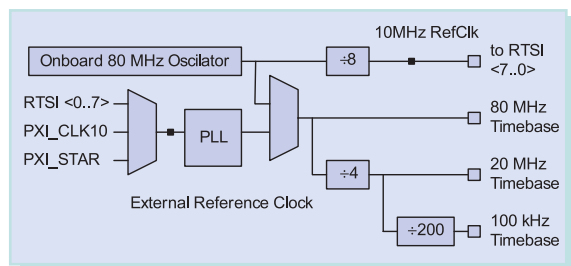 10MHz RefClk
Onboard 80 MHz Oscilator
÷8
to RTSI
<7..0>
RTSI <0..7>
PXI_CLK10
PXI_STAR
PLL
80 MHz
Timebase
÷4
20 MHz
Timebase
External Reference Clock
÷200
100 kHz
Timebase